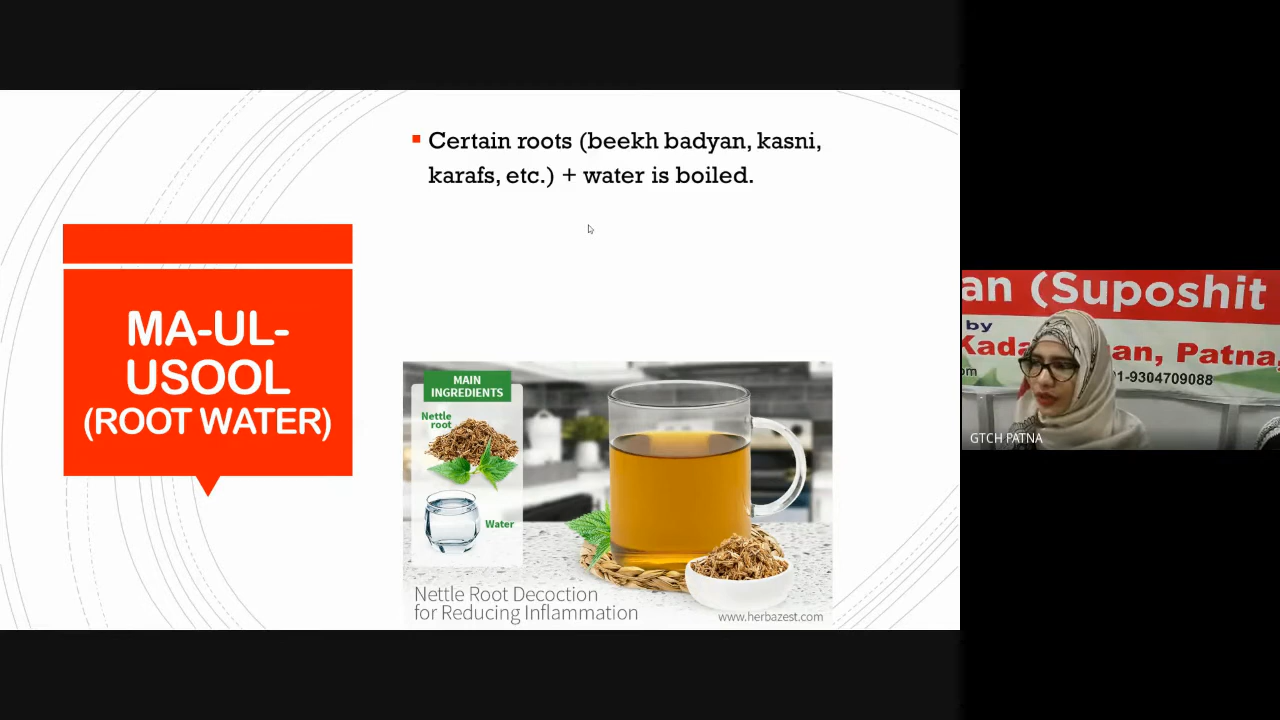 Certain roots (beekh badyan, kasni,
karafs, etc.) + water is boiled.
MA-UL-
USOOL
(ROOT WATER)
MAIN
INGREDIENTS
Nettle
root
Water
Nettle Root Decoction
for Reducing Inflammation
www.herbazest.com
an (Suposhit
by
Kada an, Patna,
om 1-9304709088
GTCH PATNA